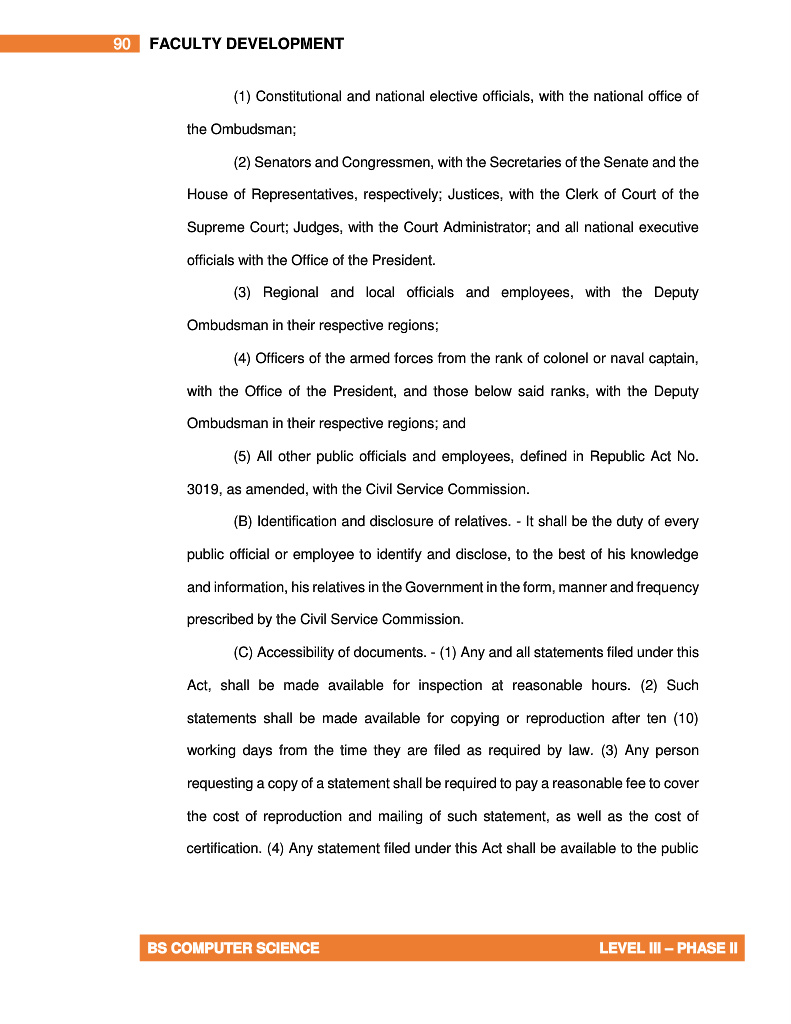 90 FACULTY DEVELOPMENT
(1) Constitutional and national elective officials, with the national office of
the Ombudsman;
(2) Senators and Congressmen, with the Secretaries of the Senate and the
House of Representatives, respectively; Justices, with the Clerk of Court of the
Supreme Court; Judges, with the Court Administrator; and all national executive
officials with the Office of the President.
(3) Regional and local officials and employees, with the Deputy
Ombudsman in their respective regions;
(4) Officers of the armed forces from the rank of colonel or naval captain,
with the Office of the President, and those below said ranks, with the Deputy
Ombudsman in their respective regions; and
(5) All other public officials and employees, defined in Republic Act No.
3019, as amended, with the Civil Service Commission.
(B) Identification and disclosure of relatives. - It shall be the duty of every
public official or employee to identify and disclose, to the best of his knowledge
and information, his relatives in the Government in the form, manner and frequency
prescribed by the Civil Service Commission.
(C) Accessibility of documents. - (1) Any and all statements filed under this
Act, shall be made available for inspection at reasonable hours. (2) Such
statements shall be made available for copying or reproduction after ten (10)
working days from the time they are filed as required by law. (3) Any person
requesting a copy of a statement shall be required to pay a reasonable fee to cover
the cost of reproduction and mailing of such statement, as well as the cost of
certification. (4) Any statement filed under this Act shall be available to the public
BS COMPUTER SCIENCE LEVEL III – PHASE II